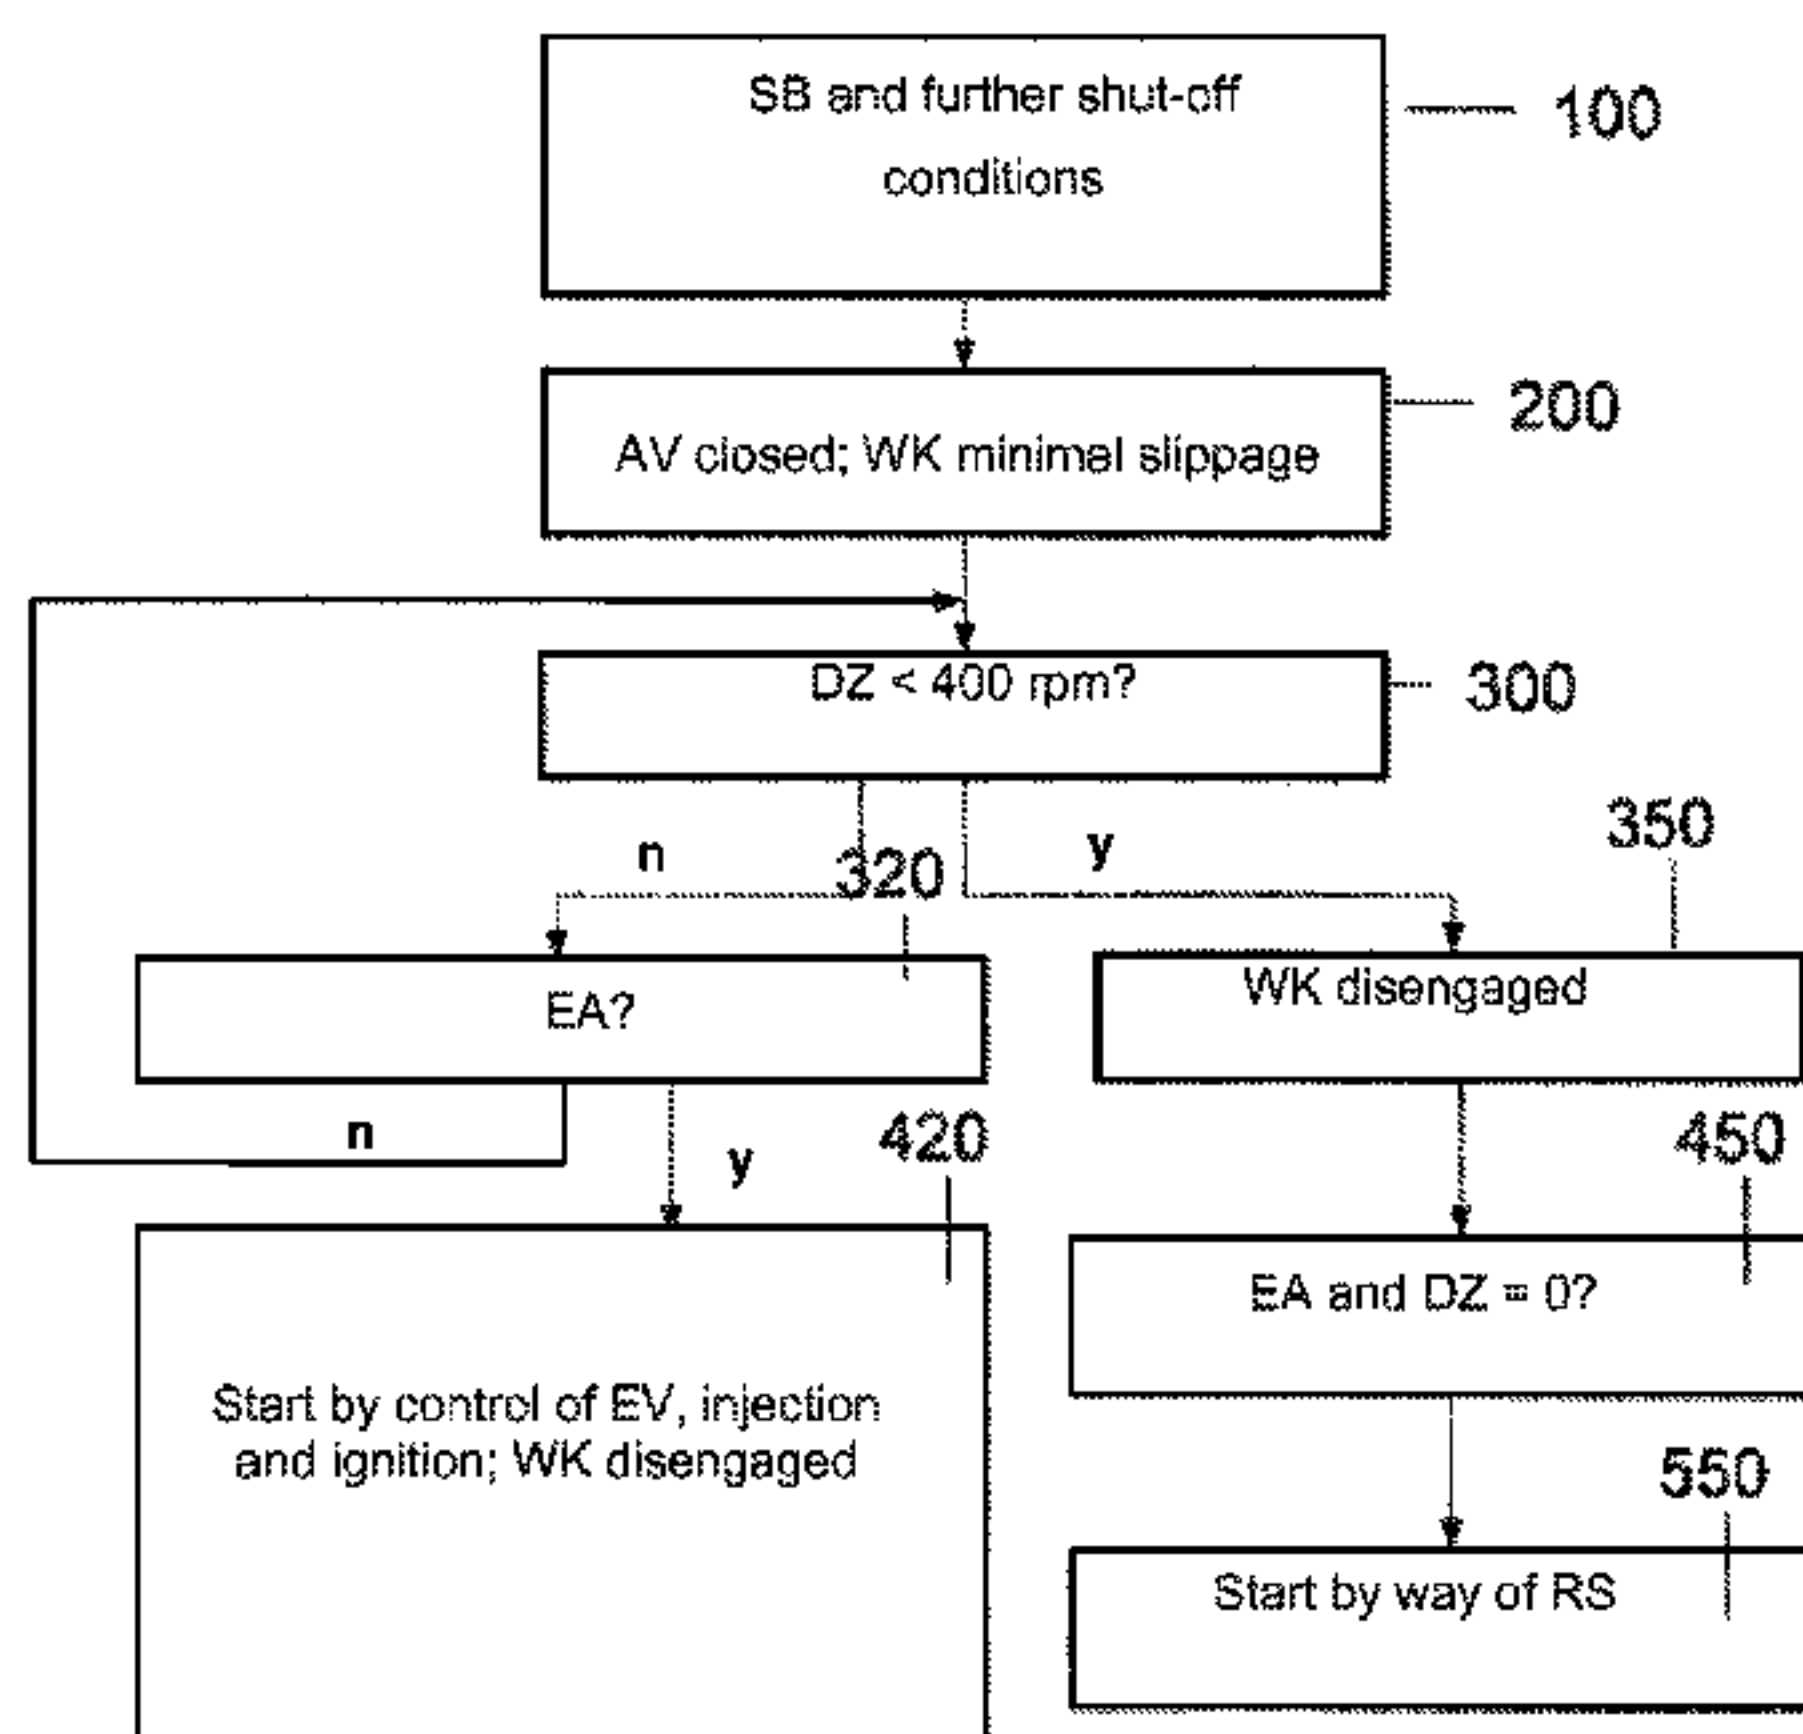 SB and further shut-off
conditions
100
AV closed; WK minimal slippage
200
DZ < 400 rpm?
300
n
320
y
350
EA?
WK disengaged
n
y
420
450
Start by control of EV, injection
and ignition; WK disengaged
EA and DZ = 0?
550
Start by way of RS